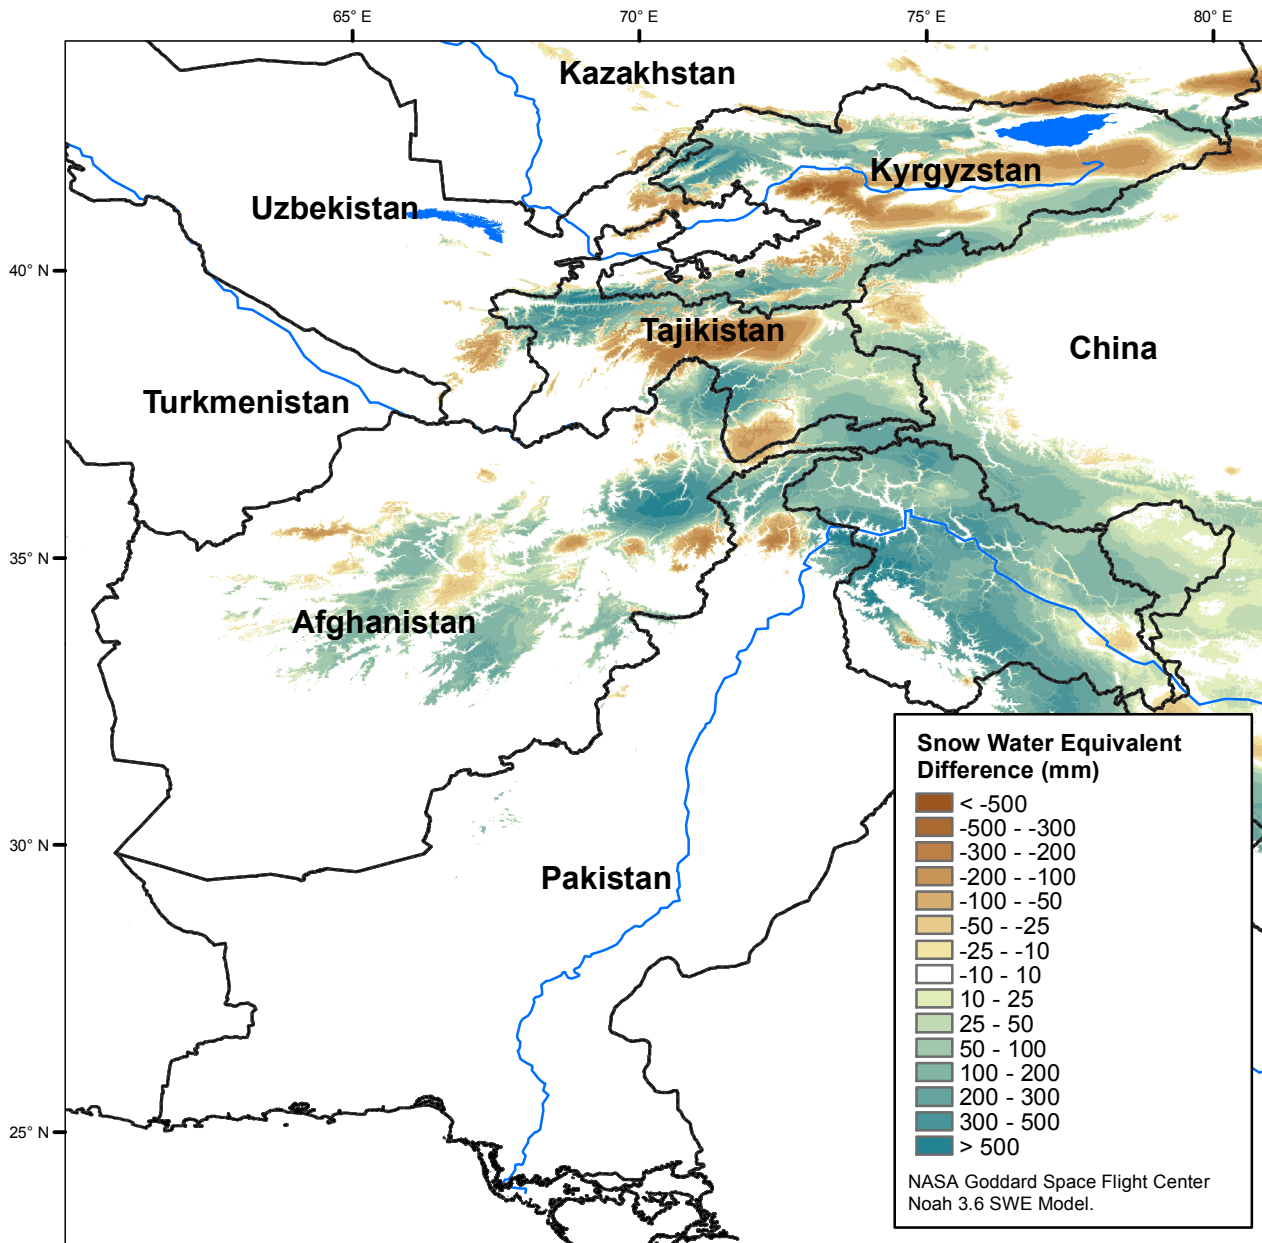 65° E
70° E
75° E
80° E
Kazakhstan
Kyrgyzstan
Uzbekistan
40° N
Tajikistan
China
Turkmenistan
35° N
Afghanistan
30° N
Pakistan
25° N
Snow Water Equivalent
Difference (mm)
< -500
-500 - -300
-300 - -200
-200 - -100
-100 - -50
-50 - -25
-25 - -10
-10 - 10
10 - 25
25 - 50
50 - 100
100 - 200
200 - 300
300 - 500
> 500
NASA Goddard Space Flight Center
Noah 3.6 SWE Model.